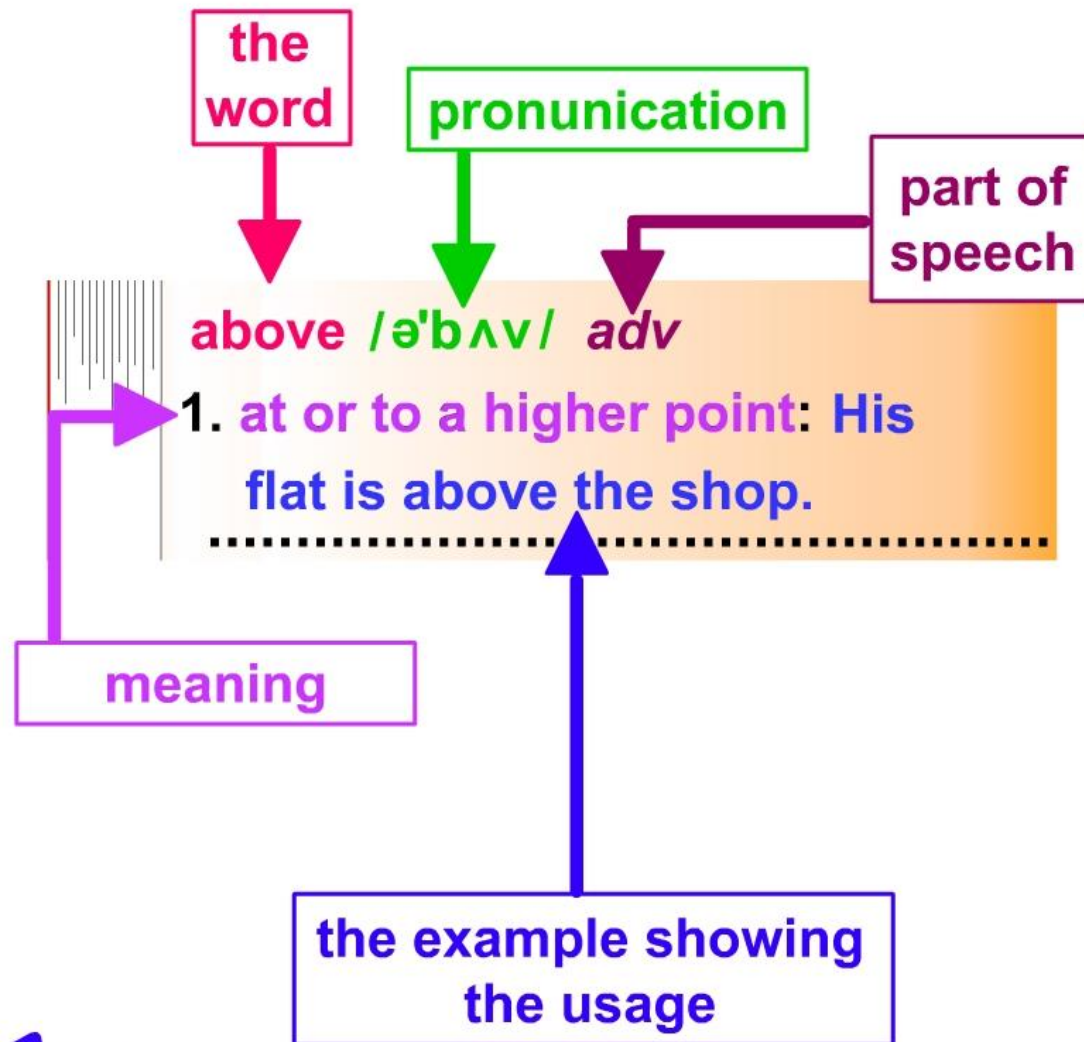 the
word
pronunication
part of
speech
above /ə'bʌv/ adv
1. at or to a higher point: His
flat is above the shop.
meaning
the example showing
the usage